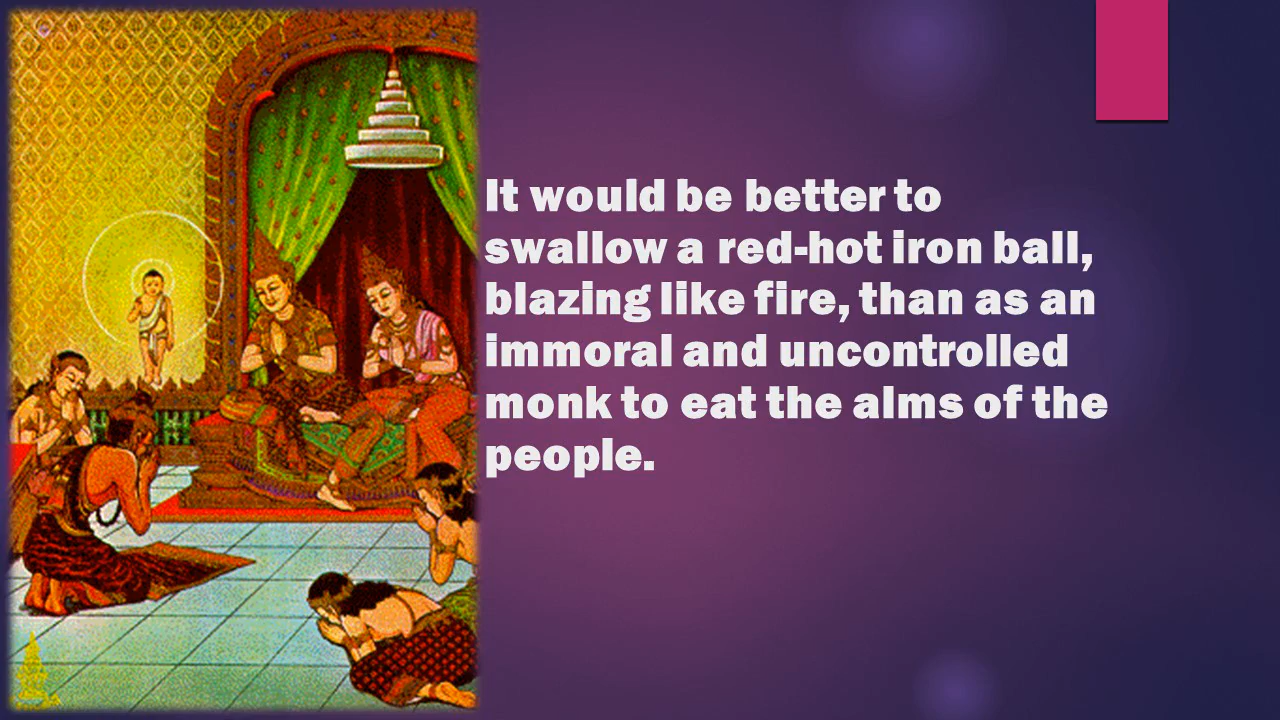 It would be better to
swallow a red-hot iron ball,
blazing like fire, than as an
immoral and uncontrolled
monk to eat the alms of the
people.